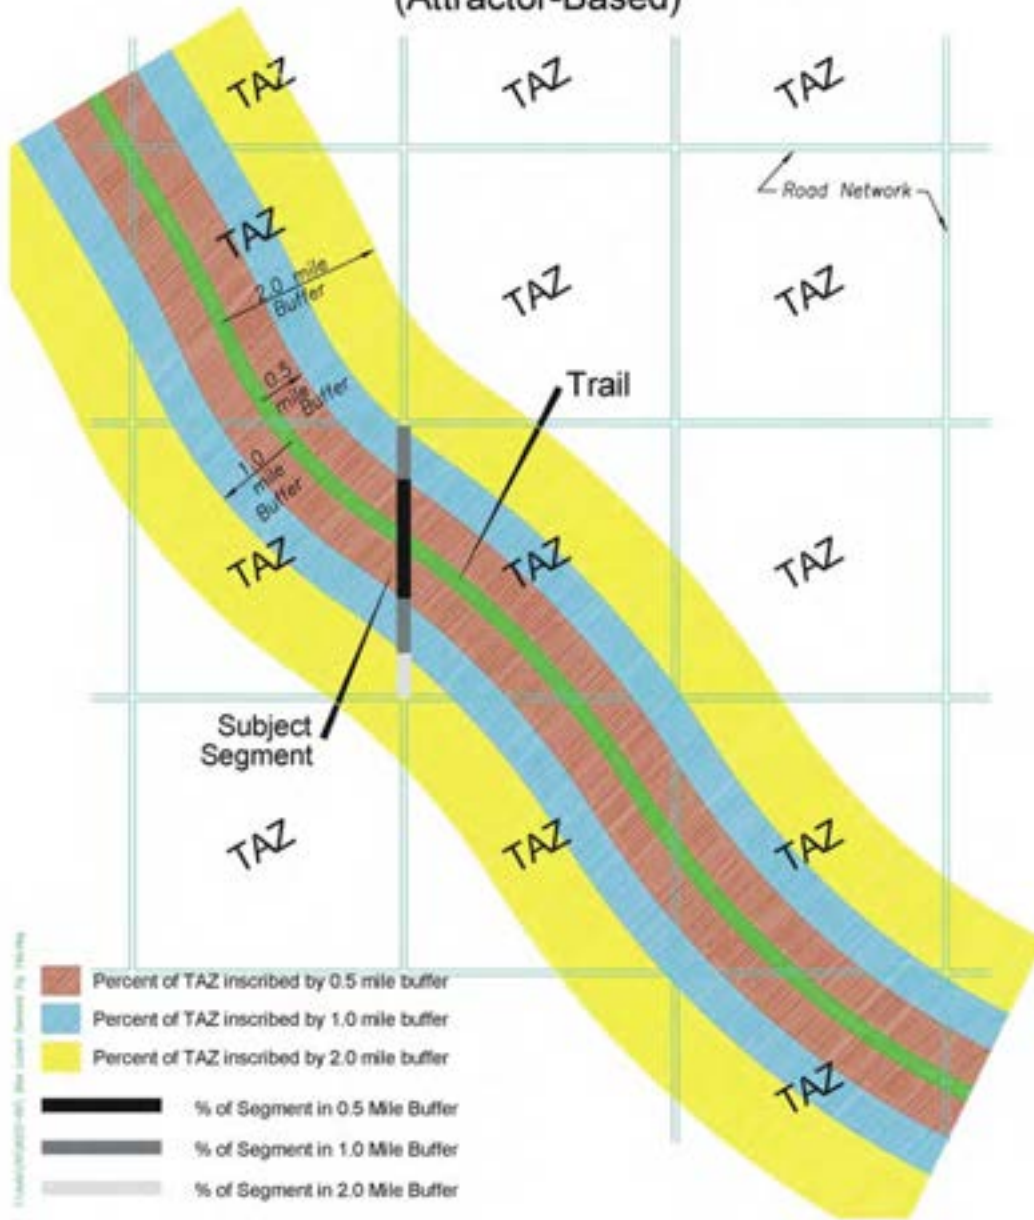 (Attractor-Based)
TAZ
TAZ
TAZ
Road Network
TAZ
2.0 mile
Buffer
TAZ
TAZ
0.5
mile
Buffer
Trail
1.0
mile
Buffer
TAZ
TAZ
TAZ
Subject
Segment
TAZ
TAZ
TAZ
Percent of TAZ inscribed by 0.5 mile buffer
Percent of TAZ inscribed by 1.0 mile buffer
Percent of TAZ inscribed by 2.0 mile buffer
TAZ
% of Segment in 0.5 Mile Buffer
% of Segment in 1.0 Mile Buffer
% of Segment in 2.0 Mile Buffer